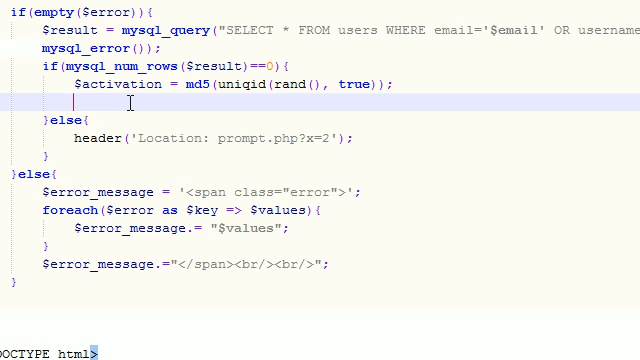 if(empty($error)){
$result = mysql_query("SELECT * FROM users WHERE email='$email' OR username
mysql_error());
if(mysql_num_rows($result)==0){
$activation = md5(uniqid(rand(), true));
}else{
header('Location: prompt.php?x=2');
}
}else{
$error_message = '<span class="error">';
foreach($error as $key => $values){
$error_message.= "$values";
}
$error_message.="</span><br/><br/>";
}
DOCTYPE html>